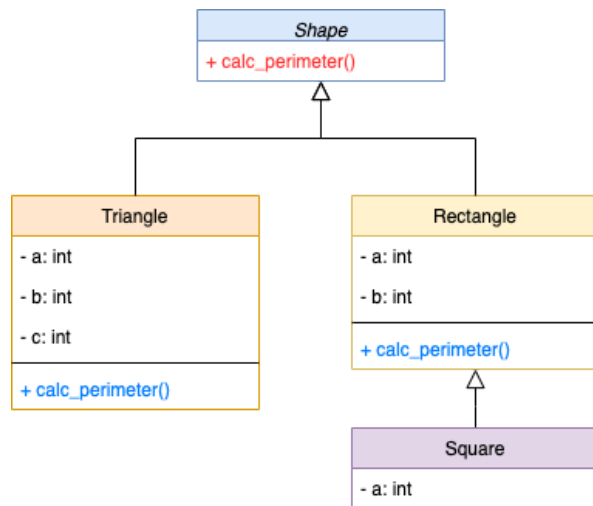 Shape
+ calc_perimeter()
Triangle
- a: int
- b: int
- c: int
+ calc_perimeter()
Rectangle
- a: int
- b: int
+ calc_perimeter()
Square
- a: int